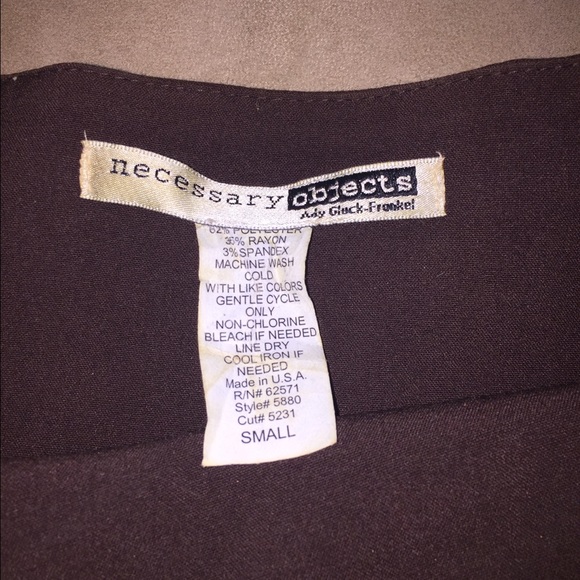 necessary objects
Ady Gluck-Frankel
62% POLYESTER
35% RAYON
3% SPANDEX
MACHINE WASH
COLD
WITH LIKE COLORS
GENTLE CYCLE
ONLY
NON-CHLORINE
BLEACH IF NEEDED
LINE DRY
COOL IRON IF
NEEDED
Made in U.S.A.
R/N# 62571
Style# 5880
Cut# 5231
SMALL